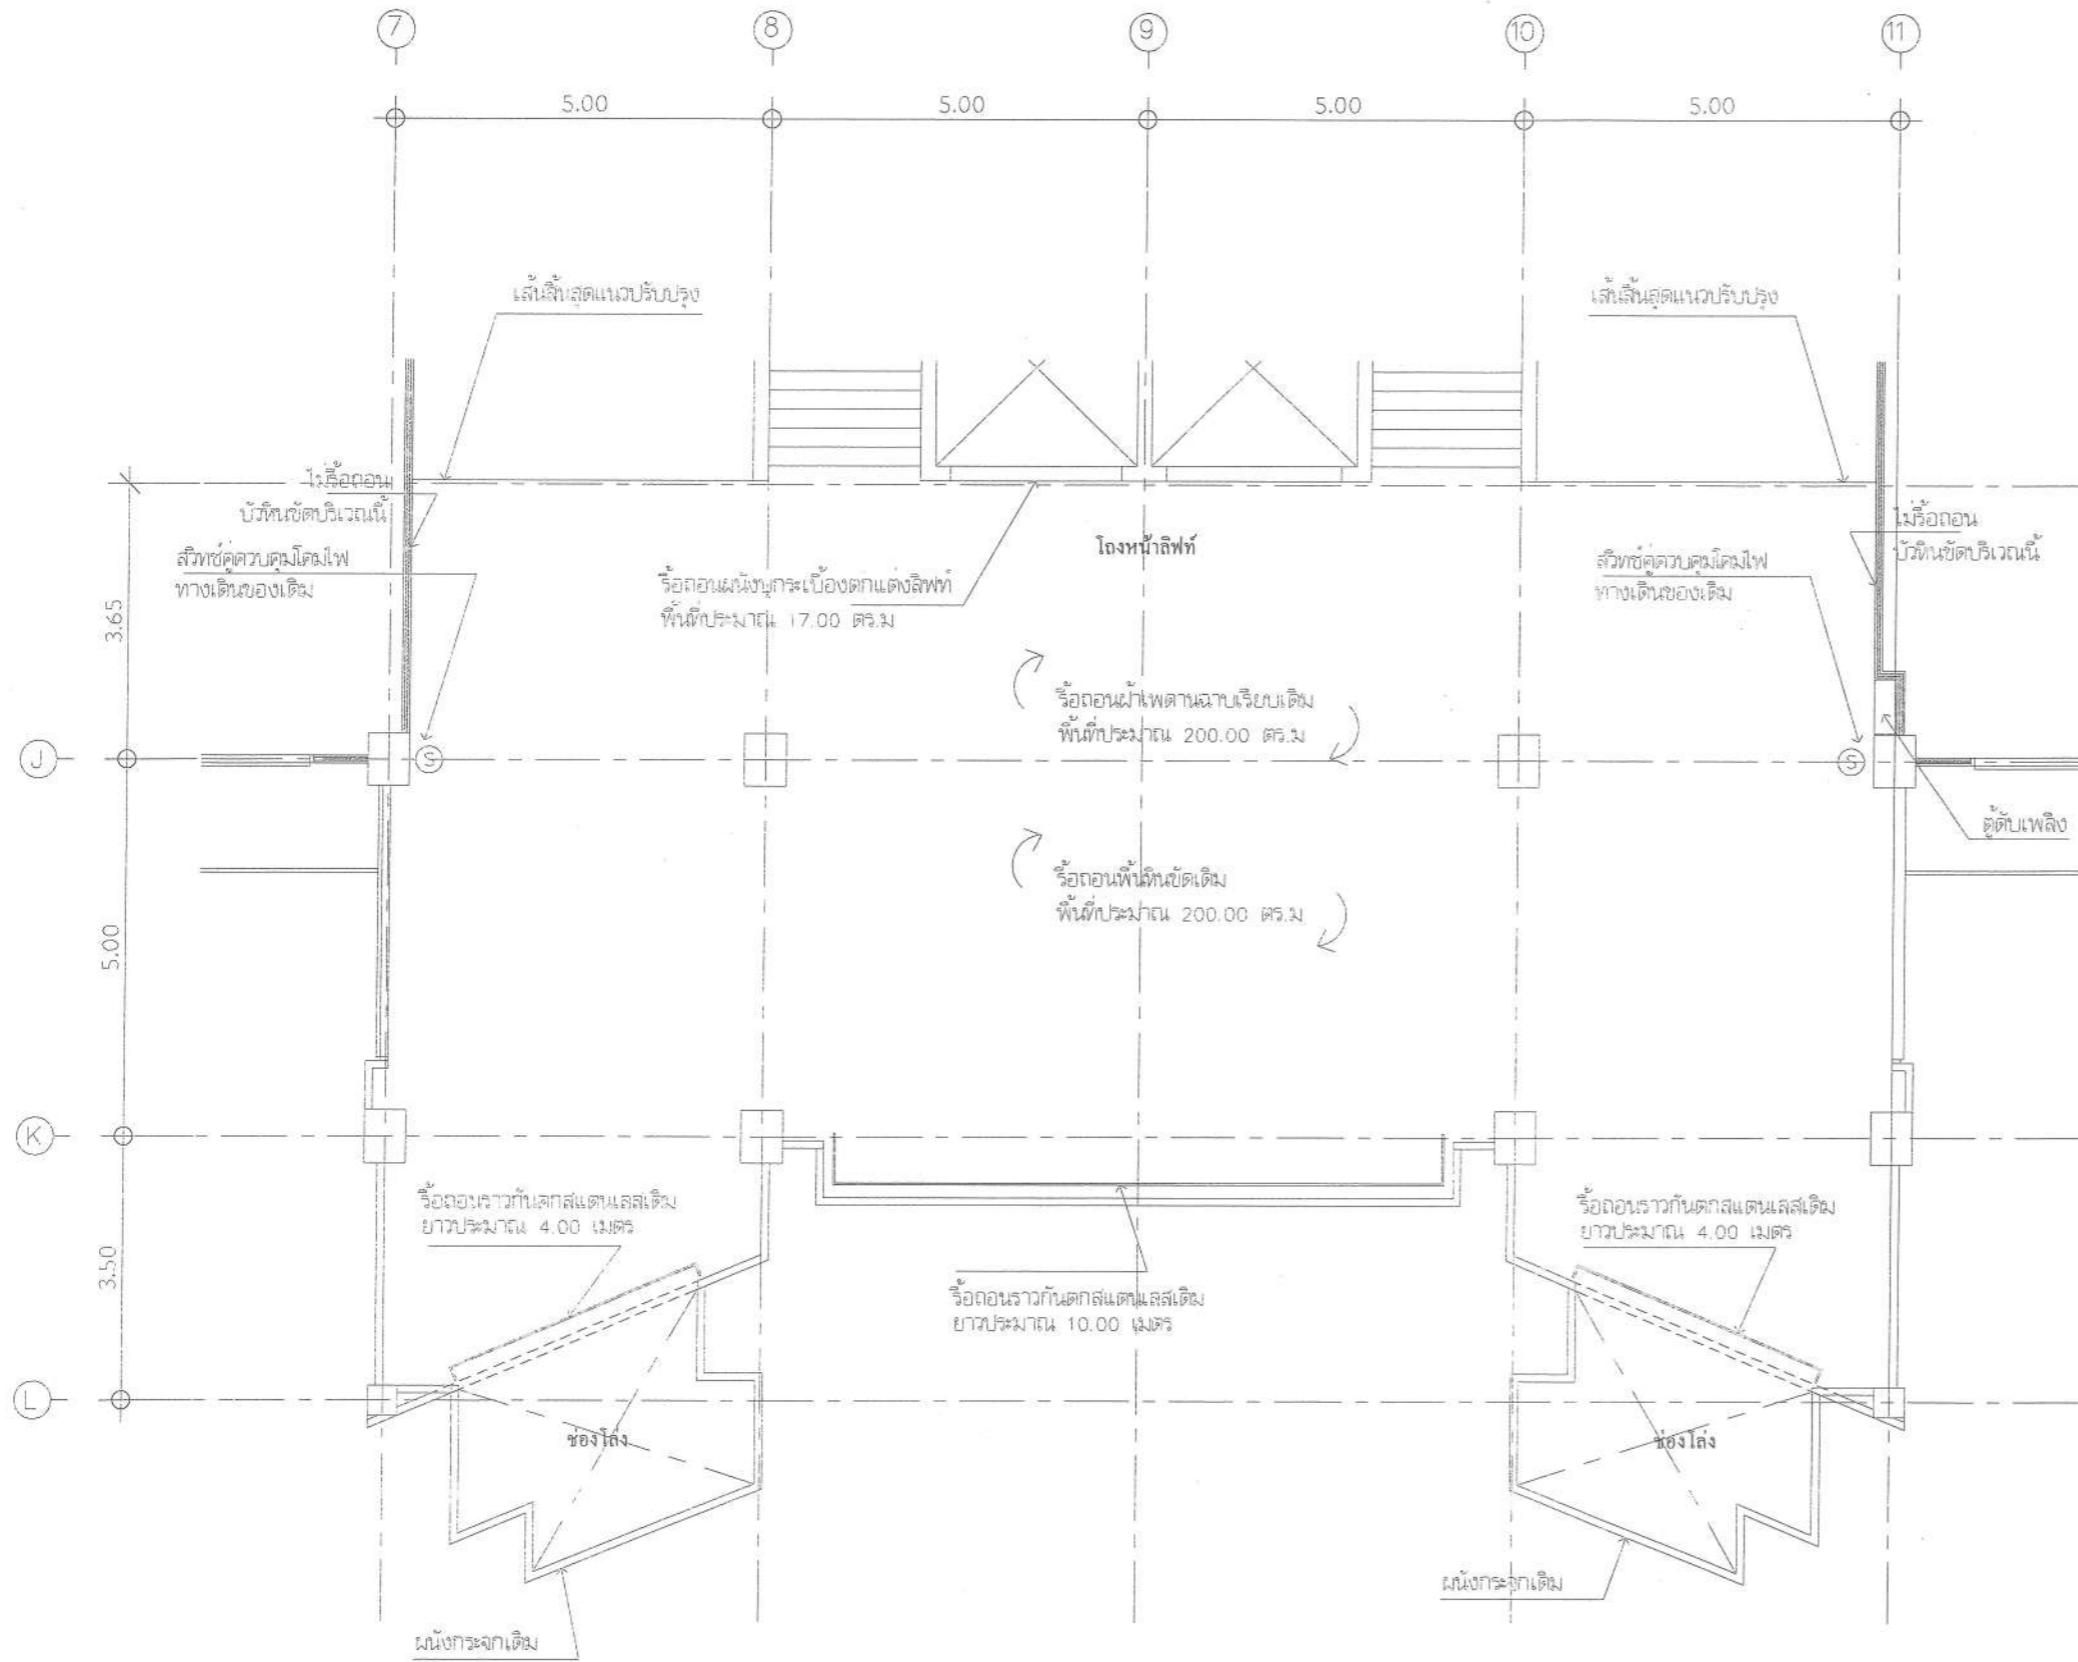 7
8
9
10
11
5.00
5.00
5.00
5.00
เส้นสิ้นสุดแนวปรับปรุง
เส้นสิ้นสุดแนวปรับปรุง
ไม่รื้อถอน
บัวหินขัดบริเวณนี้
ไม่รื้อถอน
บัวหินขัดบริเวณนี้
โถงหน้าลิฟท์
สวิทซ์คู่ควบคุมโคมไฟ
ทางเดินของเดิม
สวิทซ์คู่ควบคุมโคมไฟ
ทางเดินของเดิม
รื้อถอนผนังบุกระเบื้องตกแต่งลิฟท์
พื้นที่ประมาณ 17.00 ตร.ม
3.65
รื้อถอนฝ้าเพดานฉาบเรียบเดิม
พื้นที่ประมาณ 200.00 ตร.ม
J
S
S
ตู้ดับเพลิง
รื้อถอนพื้นหินขัดเดิม
พื้นที่ประมาณ 200.00 ตร.ม
5.00
K
รื้อถอนราวกันตกสแตนเลสเดิม
ยาวประมาณ 4.00 เมตร
รื้อถอนราวกันตกสแตนเลสเดิม
ยาวประมาณ 4.00 เมตร
3.50
รื้อถอนราวกันตกสแตนเลสเดิม
ยาวประมาณ 10.00 เมตร
L
ช่องโล่ง
ช่องโล่ง
ผนังกระจกเดิม
ผนังกระจกเดิม